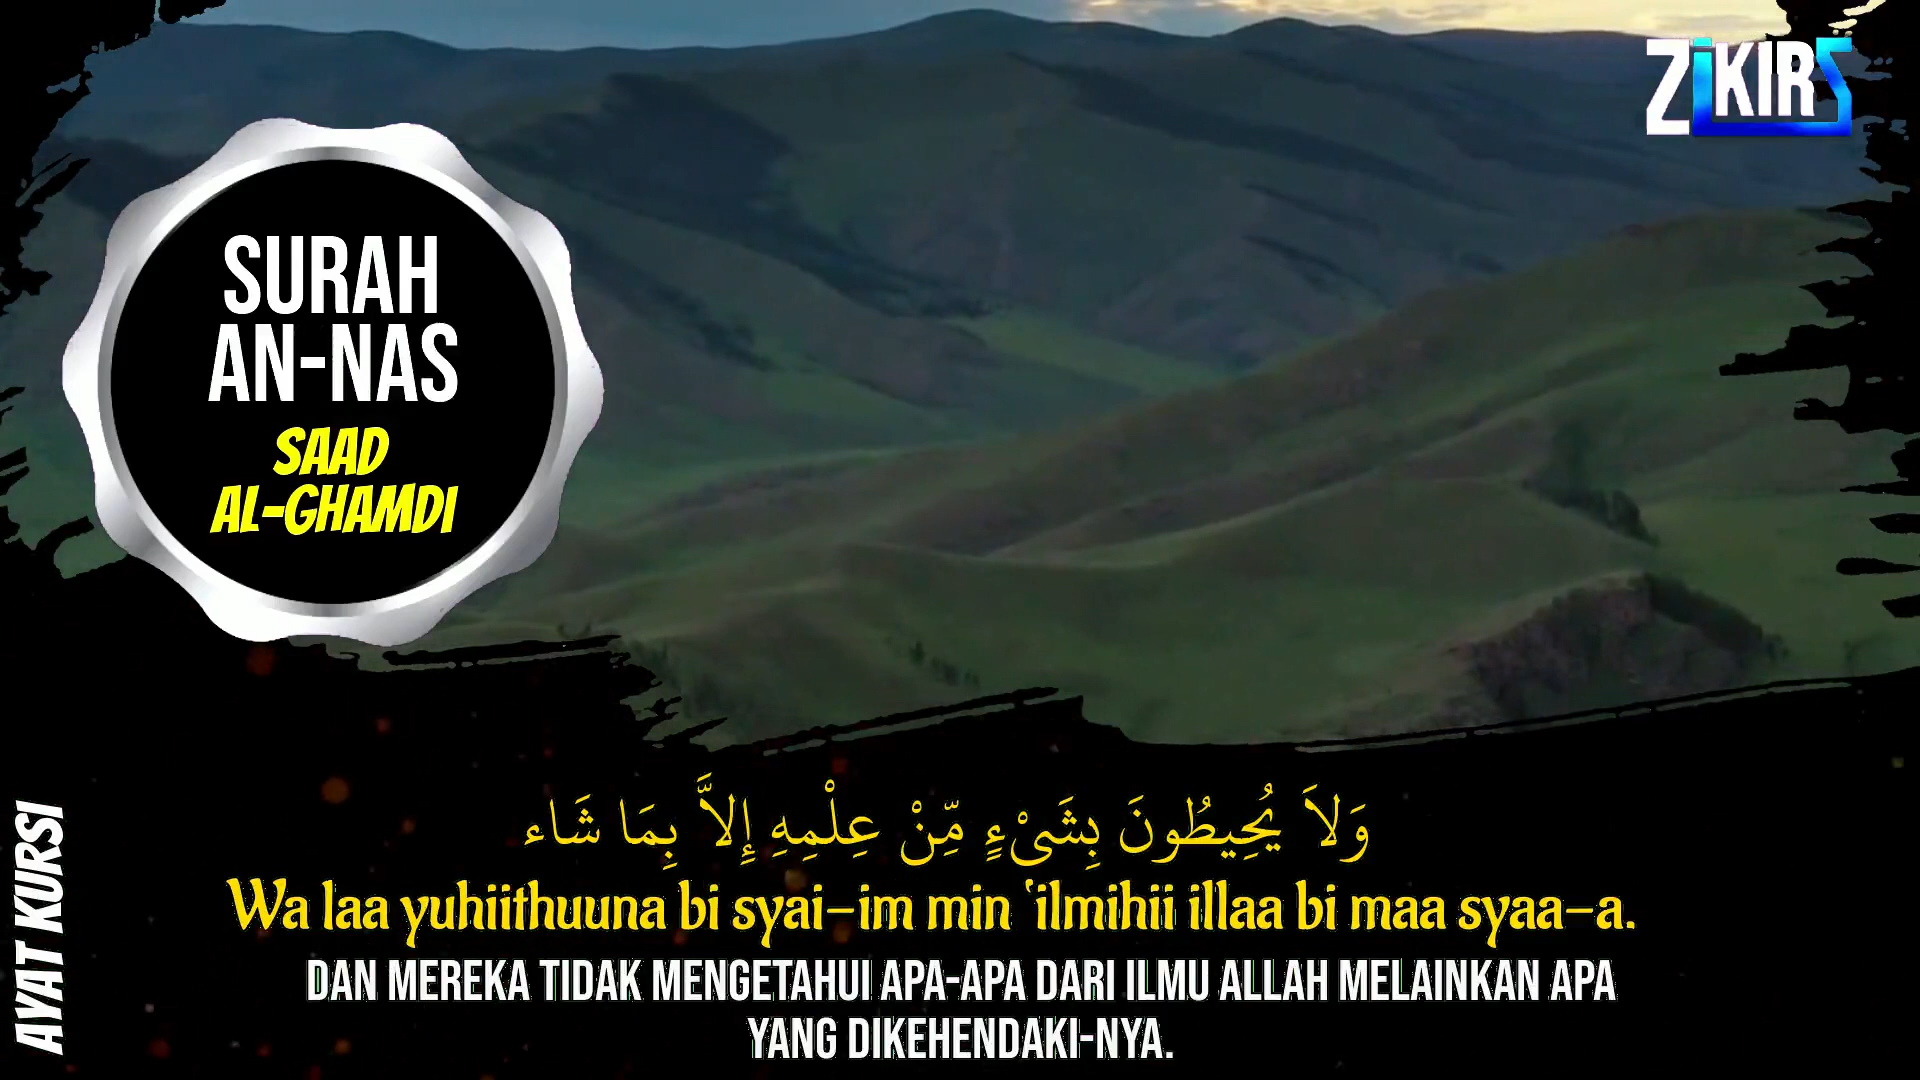 ZIKIRS
SURAH
AN-NAS
SAAD
AL-GHAMDI
وَلاَ يُحِيطُونَ بِشَىْءٍ مِّنْ عِلْمِهِ إِلاَّ بِمَا شَاء
Wa laa yuhiithuuna bi syai-im min 'ilmihii illaa bi maa syaa-a.
DAN MEREKA TIDAK MENGETAHUI APA-APA DARI ILMU ALLAH MELAINKAN APA
YANG DIKEHENDAKI-NYA.
AYAT KURSI